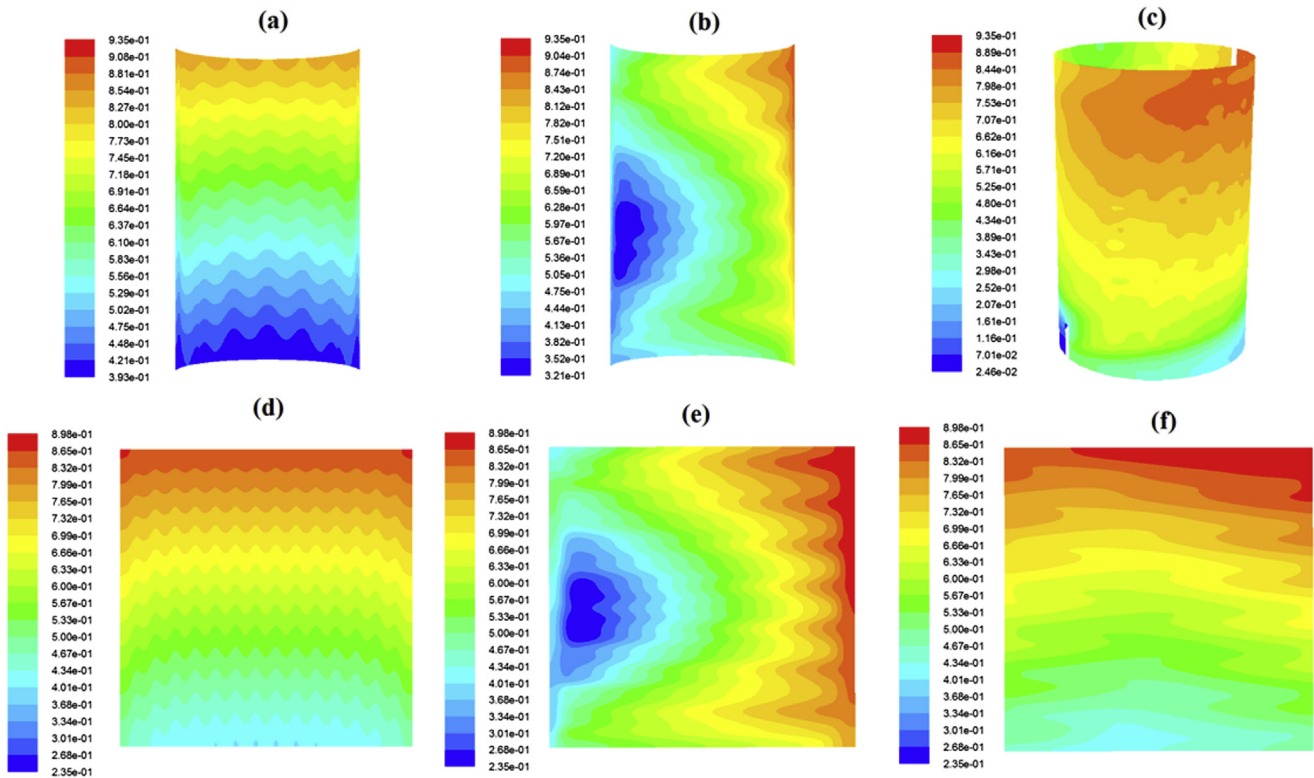 (a)
9.35e-01
9.08e-01
8.81e-01
8.54e-01
8.27e-01
8.00e-01
7.73e-01
7.45e-01
7.18e-01
6.91e-01
6.64e-01
6.37e-01
6.10e-01
5.83e-01
5.56e-01
5.29e-01
5.02e-01
4.75e-01
4.48e-01
4.21e-01
3.93e-01
(b)
9.35e-01
9.04e-01
8.74e-01
8.43e-01
8.12e-01
7.82e-01
7.51e-01
7.20e-01
6.89e-01
6.59e-01
6.28e-01
5.97e-01
5.67e-01
5.36e-01
5.05e-01
4.75e-01
4.44e-01
4.13e-01
3.82e-01
3.52e-01
3.21e-01
(c)
9.35e-01
8.89e-01
8.44e-01
7.98e-01
7.53e-01
7.07e-01
6.62e-01
6.16e-01
5.71e-01
5.25e-01
4.80e-01
4.34e-01
3.89e-01
3.43e-01
2.98e-01
2.52e-01
2.07e-01
1.61e-01
1.16e-01
7.01e-02
2.46e-02
(d)
8.98e-01
8.65e-01
8.32e-01
7.99e-01
7.65e-01
7.32e-01
6.99e-01
6.66e-01
6.33e-01
6.00e-01
5.67e-01
5.33e-01
5.00e-01
4.67e-01
4.34e-01
4.01e-01
3.68e-01
3.34e-01
3.01e-01
2.68e-01
2.35e-01
(e)
8.98e-01
8.65e-01
8.32e-01
7.99e-01
7.65e-01
7.32e-01
6.99e-01
6.66e-01
6.33e-01
6.00e-01
5.67e-01
5.33e-01
5.00e-01
4.67e-01
4.34e-01
4.01e-01
3.68e-01
3.34e-01
3.01e-01
2.68e-01
2.35e-01
(f)
8.98e-01
8.65e-01
8.32e-01
7.99e-01
7.65e-01
7.32e-01
6.99e-01
6.66e-01
6.33e-01
6.00e-01
5.67e-01
5.33e-01
5.00e-01
4.67e-01
4.34e-01
4.01e-01
3.68e-01
3.34e-01
3.01e-01
2.68e-01
2.35e-01